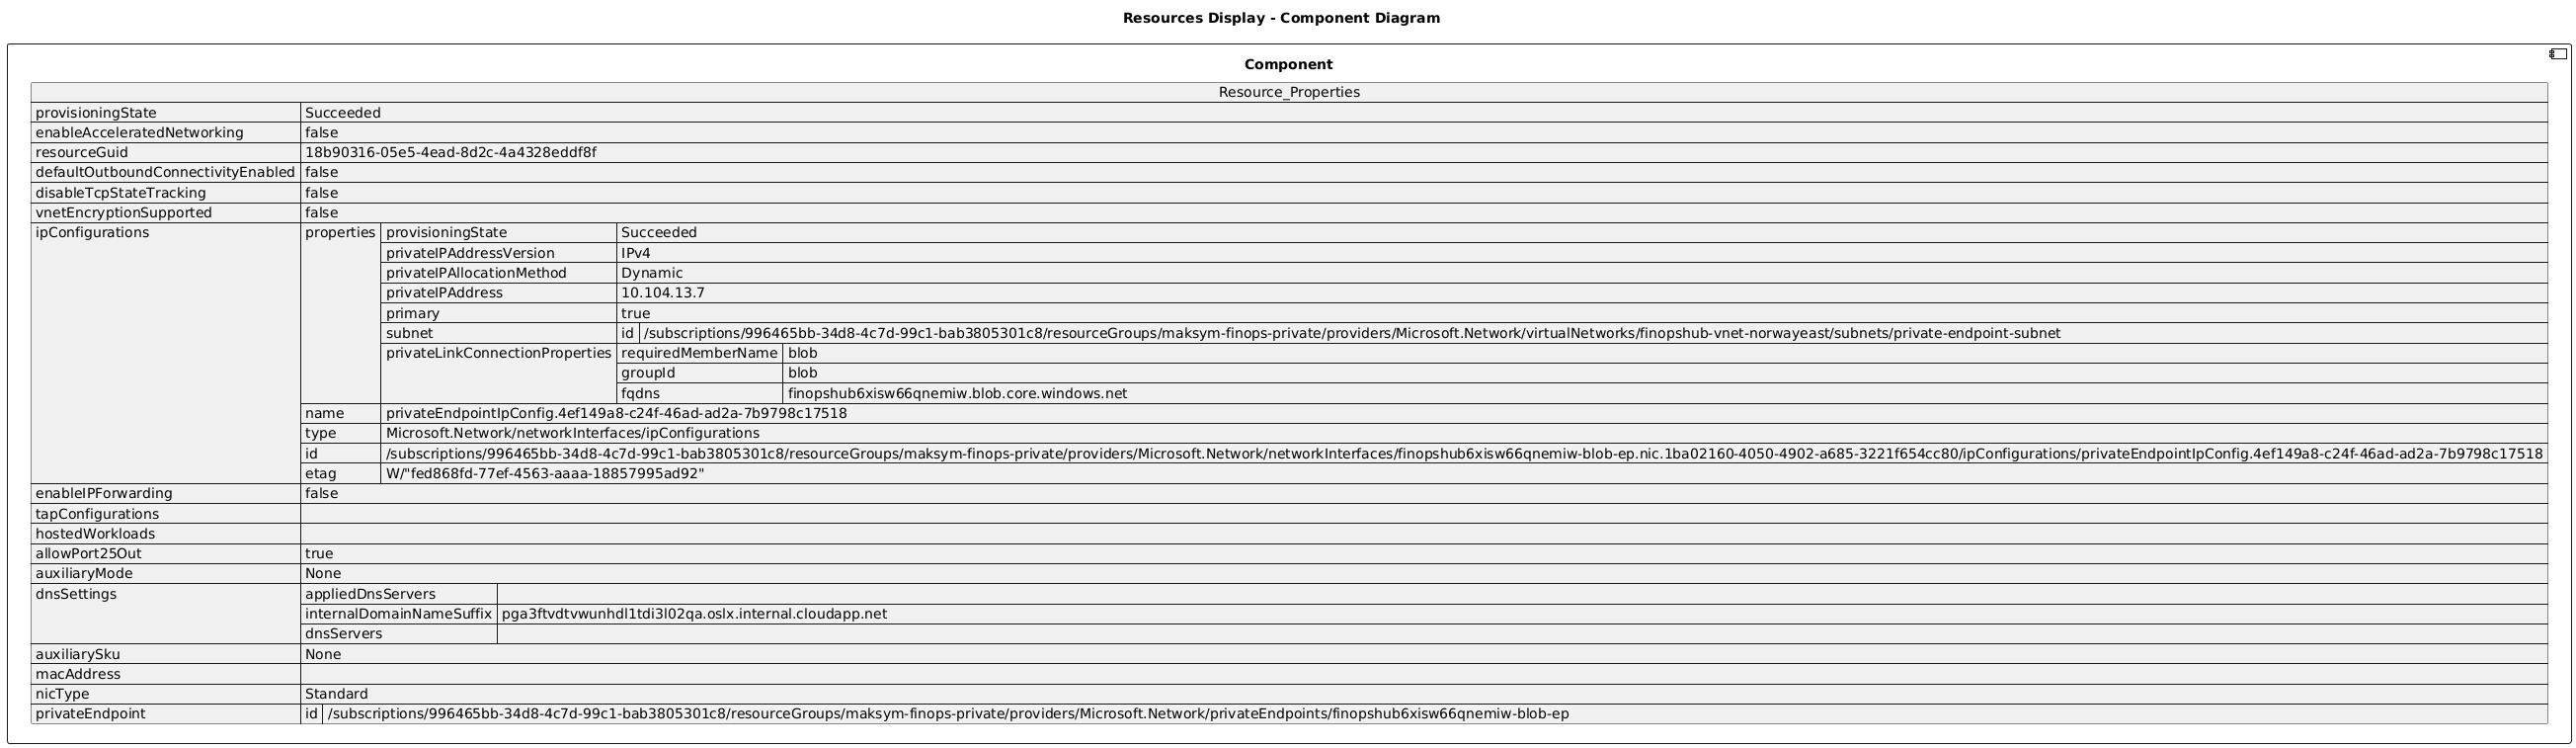 Resources Display - Component Diagram
Component
Resource_Properties
provisioningState Succeeded
enableAcceleratedNetworking false
resourceGuid 18b90316-05e5-4ead-8d2c-4a4328eddf8f
defaultOutboundConnectivityEnabled false
disableTcpStateTracking false
vnetEncryptionSupported false
ipConfigurations properties provisioningState Succeeded
privateIPAddressVersion IPv4
privateIPAllocationMethod Dynamic
privateIPAddress 10.104.13.7
primary true
subnet id /subscriptions/996465bb-34d8-4c7d-99c1-bab3805301c8/resourceGroups/maksym-finops-private/providers/Microsoft.Network/virtualNetworks/finopshub-vnet-norwayeast/subnets/private-endpoint-subnet
privateLinkConnectionProperties requiredMemberName blob
groupId blob
fqdns finopshub6xisw66qnemiw.blob.core.windows.net
name privateEndpointIpConfig.4ef149a8-c24f-46ad-ad2a-7b9798c17518
type Microsoft.Network/networkInterfaces/ipConfigurations
id /subscriptions/996465bb-34d8-4c7d-99c1-bab3805301c8/resourceGroups/maksym-finops-private/providers/Microsoft.Network/networkInterfaces/finopshub6xisw66qnemiw-blob-ep.nic.1ba02160-4050-4902-a685-3221f654cc80/ipConfigurations/privateEndpointIpConfig.4ef149a8-c24f-46ad-ad2a-7b9798c17518
etag W/"fed868fd-77ef-4563-aaaa-18857995ad92"
enableIPForwarding false
tapConfigurations
hostedWorkloads
allowPort25Out true
auxiliaryMode None
dnsSettings appliedDnsServers
internalDomainNameSuffix pga3ftvdtvwunhdl1tdi3l02qa.oslx.internal.cloudapp.net
dnsServers
auxiliarySku None
macAddress
nicType Standard
privateEndpoint id /subscriptions/996465bb-34d8-4c7d-99c1-bab3805301c8/resourceGroups/maksym-finops-private/providers/Microsoft.Network/privateEndpoints/finopshub6xisw66qnemiw-blob-ep